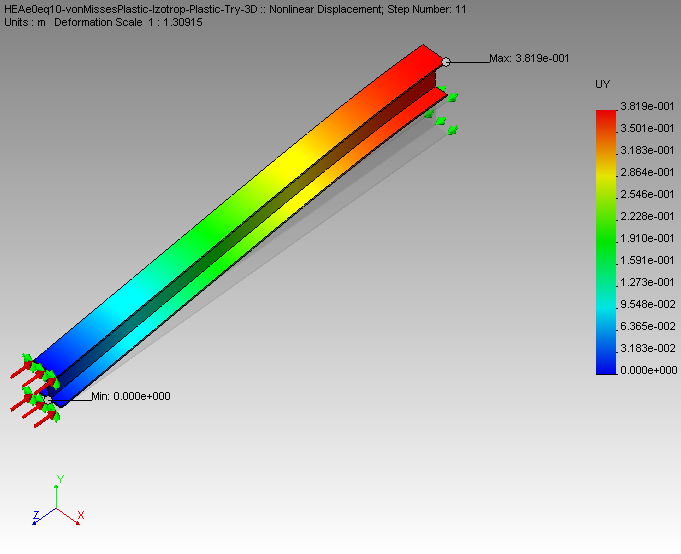 HEAe0eq10-vonMissesPlastic-Izotrop-Plastic-Try-3D :: Nonlinear Displacement; Step Number: 11
Units : m Deformation Scale 1 : 1.30915
Max: 3.819e-001
UY
3.819e-001
3.501e-001
3.183e-001
2.864e-001
2.546e-001
2.228e-001
1.910e-001
1.591e-001
1.273e-001
9.548e-002
6.365e-002
3.183e-002
0.000e+000
Min: 0.000e+000
Y
Z
X